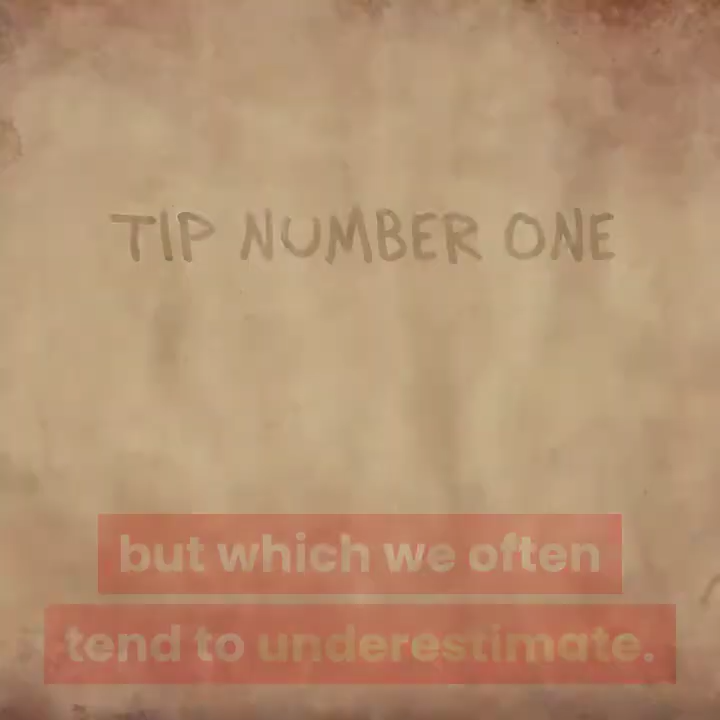 TIP NUMBER ONE
but which we often
tend to underestimate.